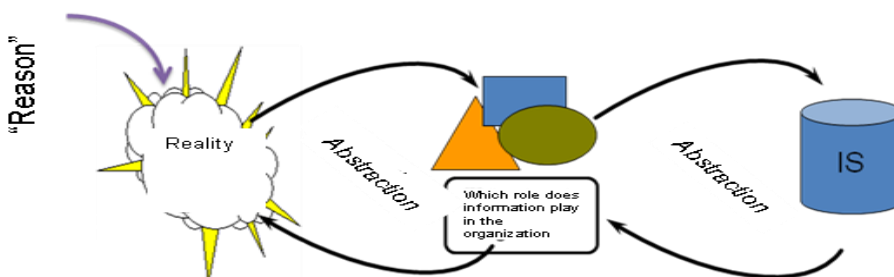 "Reason"
Reality
Abstraction
Which role does
information play
in the
organization
Abstraction
IS